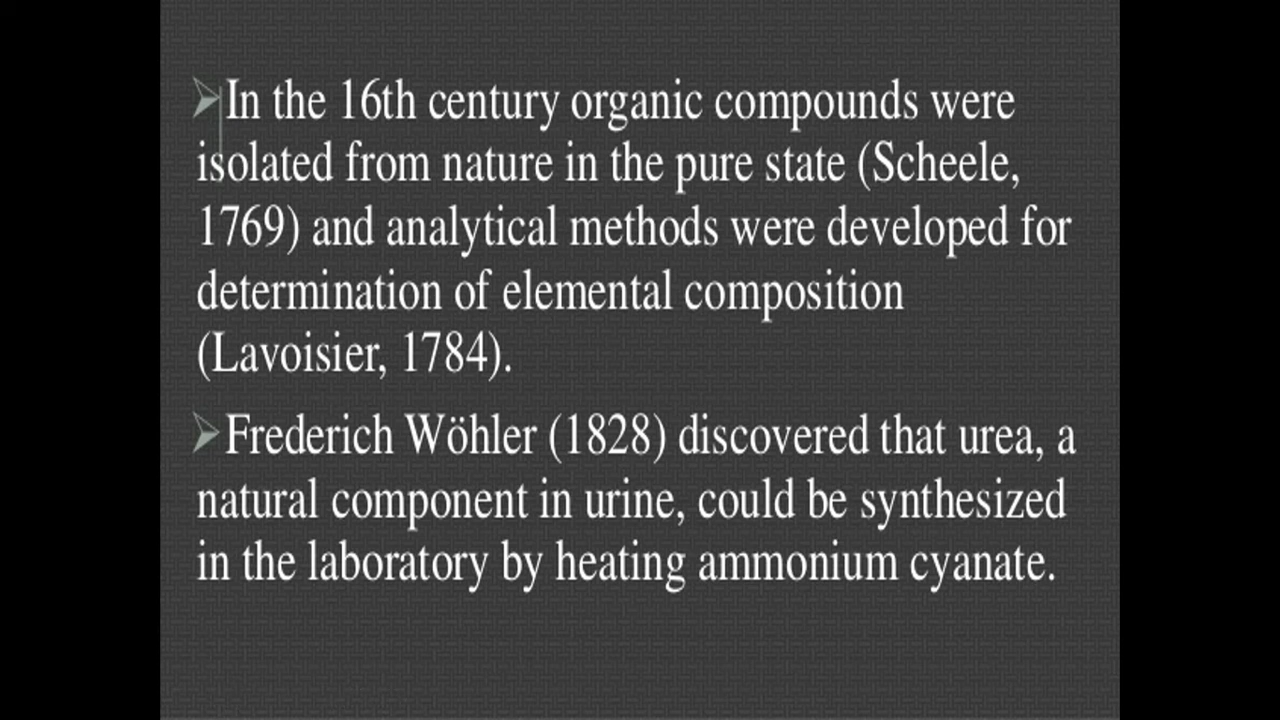 ➢In the 16th century organic compounds were
isolated from nature in the pure state (Scheele,
1769) and analytical methods were developed for
determination of elemental composition
(Lavoisier, 1784).
➢Frederich Wöhler (1828) discovered that urea, a
natural component in urine, could be synthesized
in the laboratory by heating ammonium cyanate.